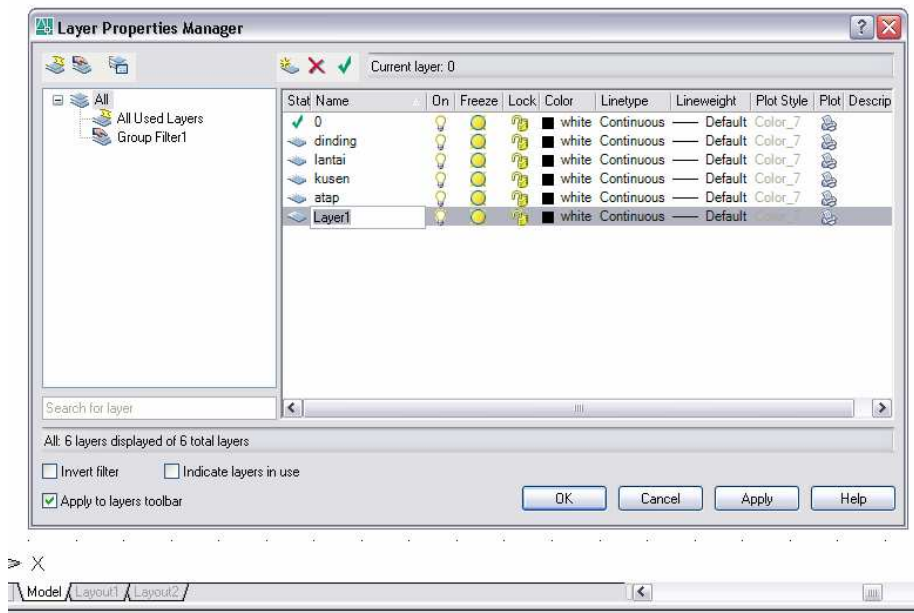 Layer Properties Manager
Current layer: 0
All
All Used Layers
Group Filter1
Stat Name On Freeze Lock Color Linetype Lineweight Plot Style Plot Descrip
0 white Continuous Default Color_7
dinding white Continuous Default Color_7
lantai white Continuous Default Color_7
kusen white Continuous Default Color_7
atap white Continuous Default Color_7
Layer1 white Continuous Default Color_7
Search for layer
All: 6 layers displayed of 6 total layers
Invert filter Indicate layers in use
Apply to layers toolbar
OK Cancel Apply Help
X
Model Layout1 Layout2